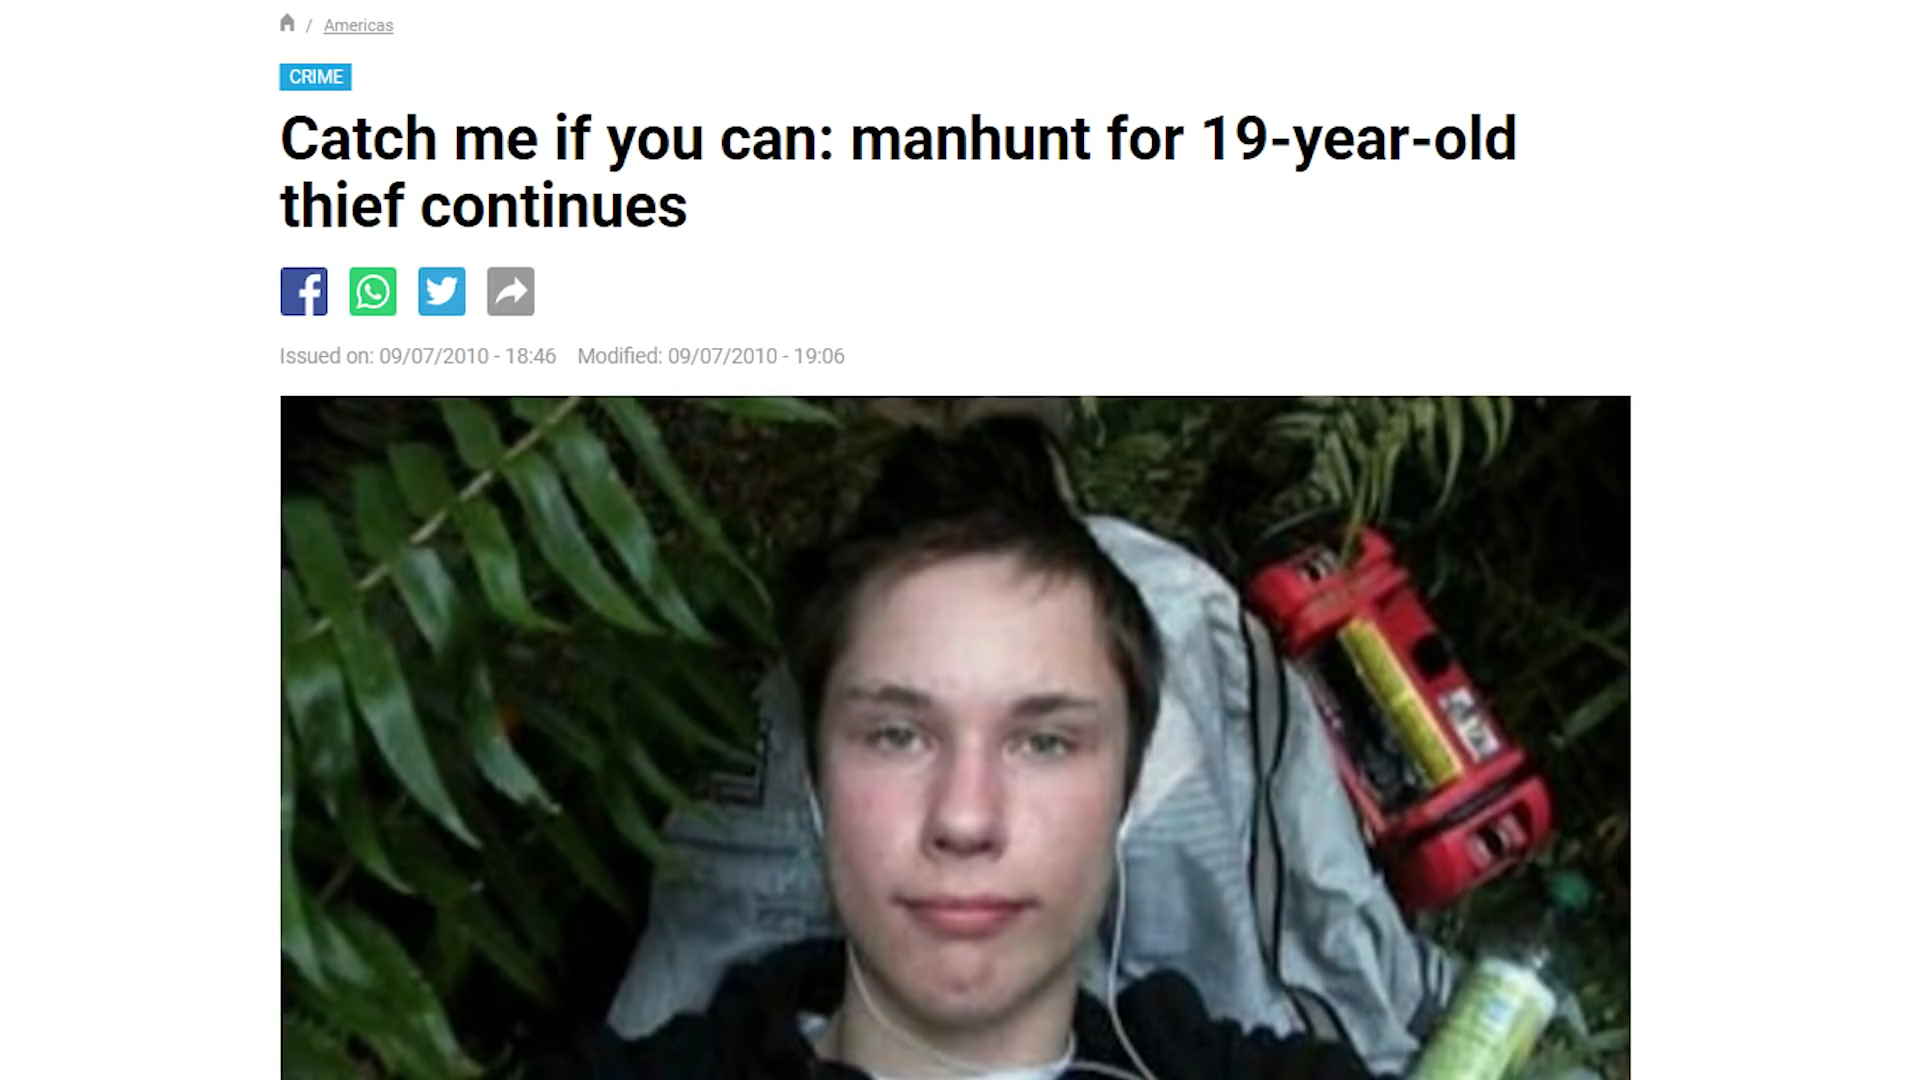 / Americas
CRIME
Catch me if you can: manhunt for 19-year-old
thief continues
Issued on: 09/07/2010 - 18:46 Modified: 09/07/2010 - 19:06